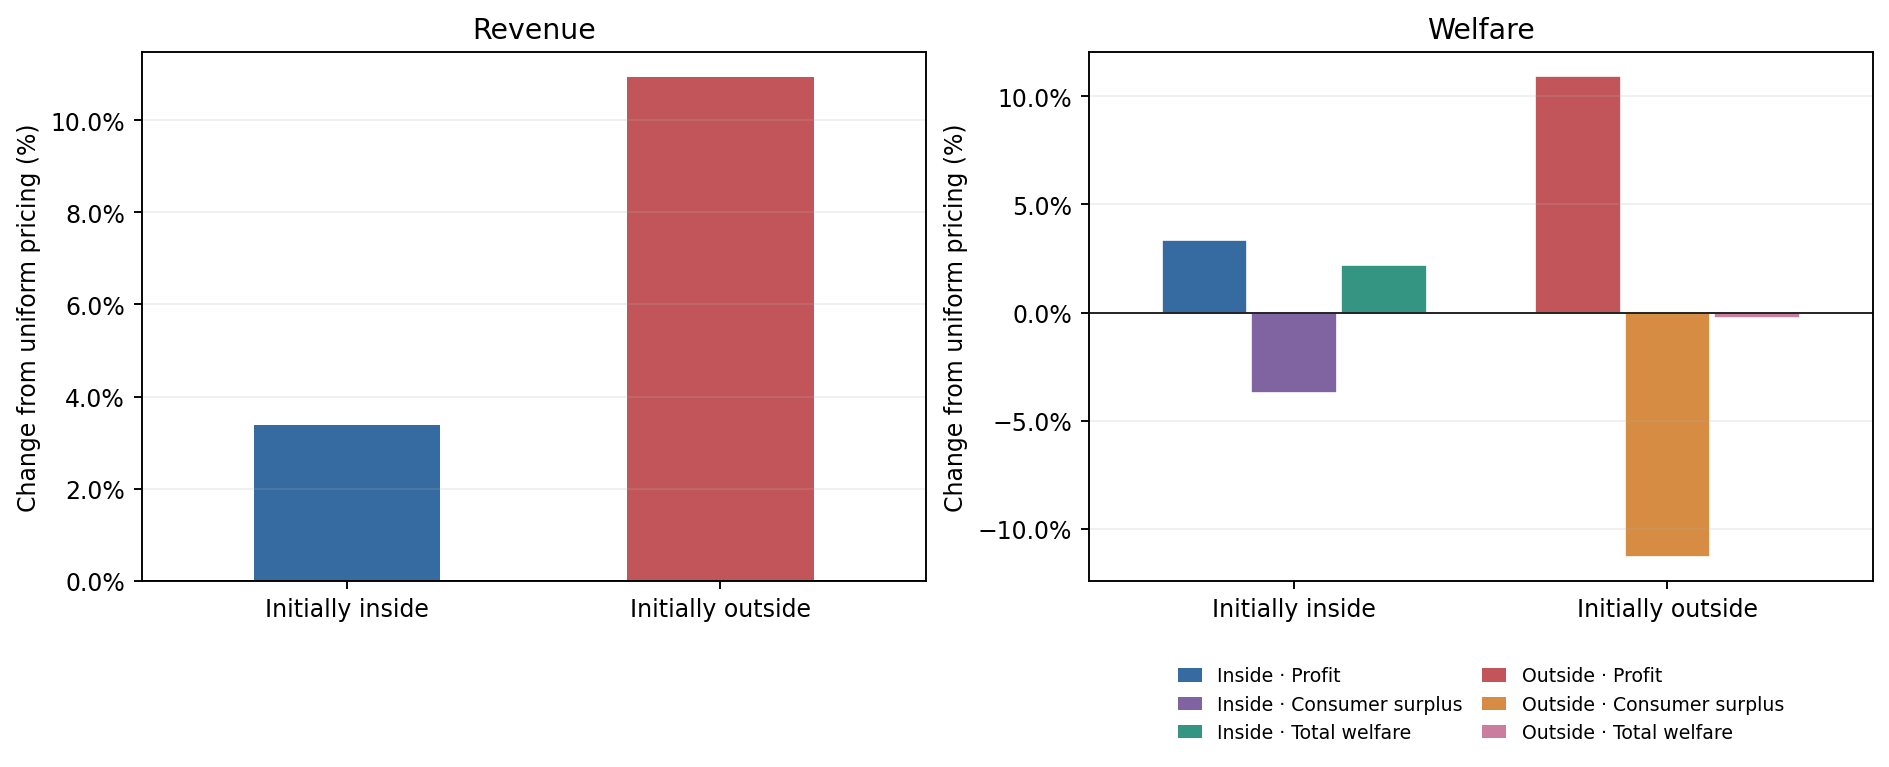 Revenue
Change from uniform pricing (%)
10.0%
8.0%
6.0%
4.0%
2.0%
0.0%
Initially inside
Initially outside
Welfare
Change from uniform pricing (%)
10.0%
5.0%
0.0%
−5.0%
−10.0%
Initially inside
Initially outside
Inside · Profit
Inside · Consumer surplus
Inside · Total welfare
Outside · Profit
Outside · Consumer surplus
Outside · Total welfare